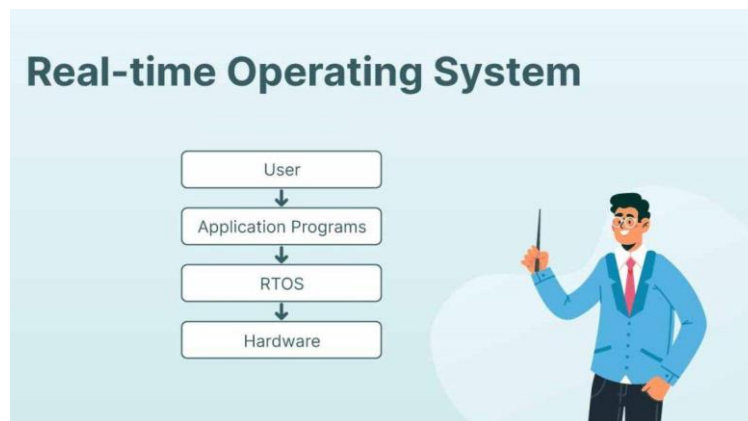 Real-time Operating System
User
Application Programs
RTOS
Hardware